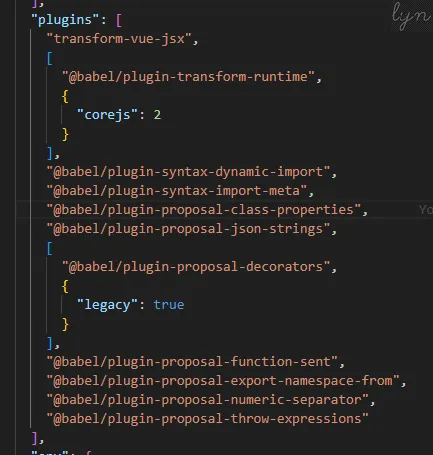 ],
"plugins": [
"transform-vue-jsx",
[
"@babel/plugin-transform-runtime",
{
"corejs": 2
}
],
"@babel/plugin-syntax-dynamic-import",
"@babel/plugin-syntax-import-meta",
"@babel/plugin-proposal-class-properties", Yo
"@babel/plugin-proposal-json-strings",
[
"@babel/plugin-proposal-decorators",
{
"legacy": true
}
],
"@babel/plugin-proposal-function-sent",
"@babel/plugin-proposal-export-namespace-from",
"@babel/plugin-proposal-numeric-separator",
"@babel/plugin-proposal-throw-expressions"
],
lyn